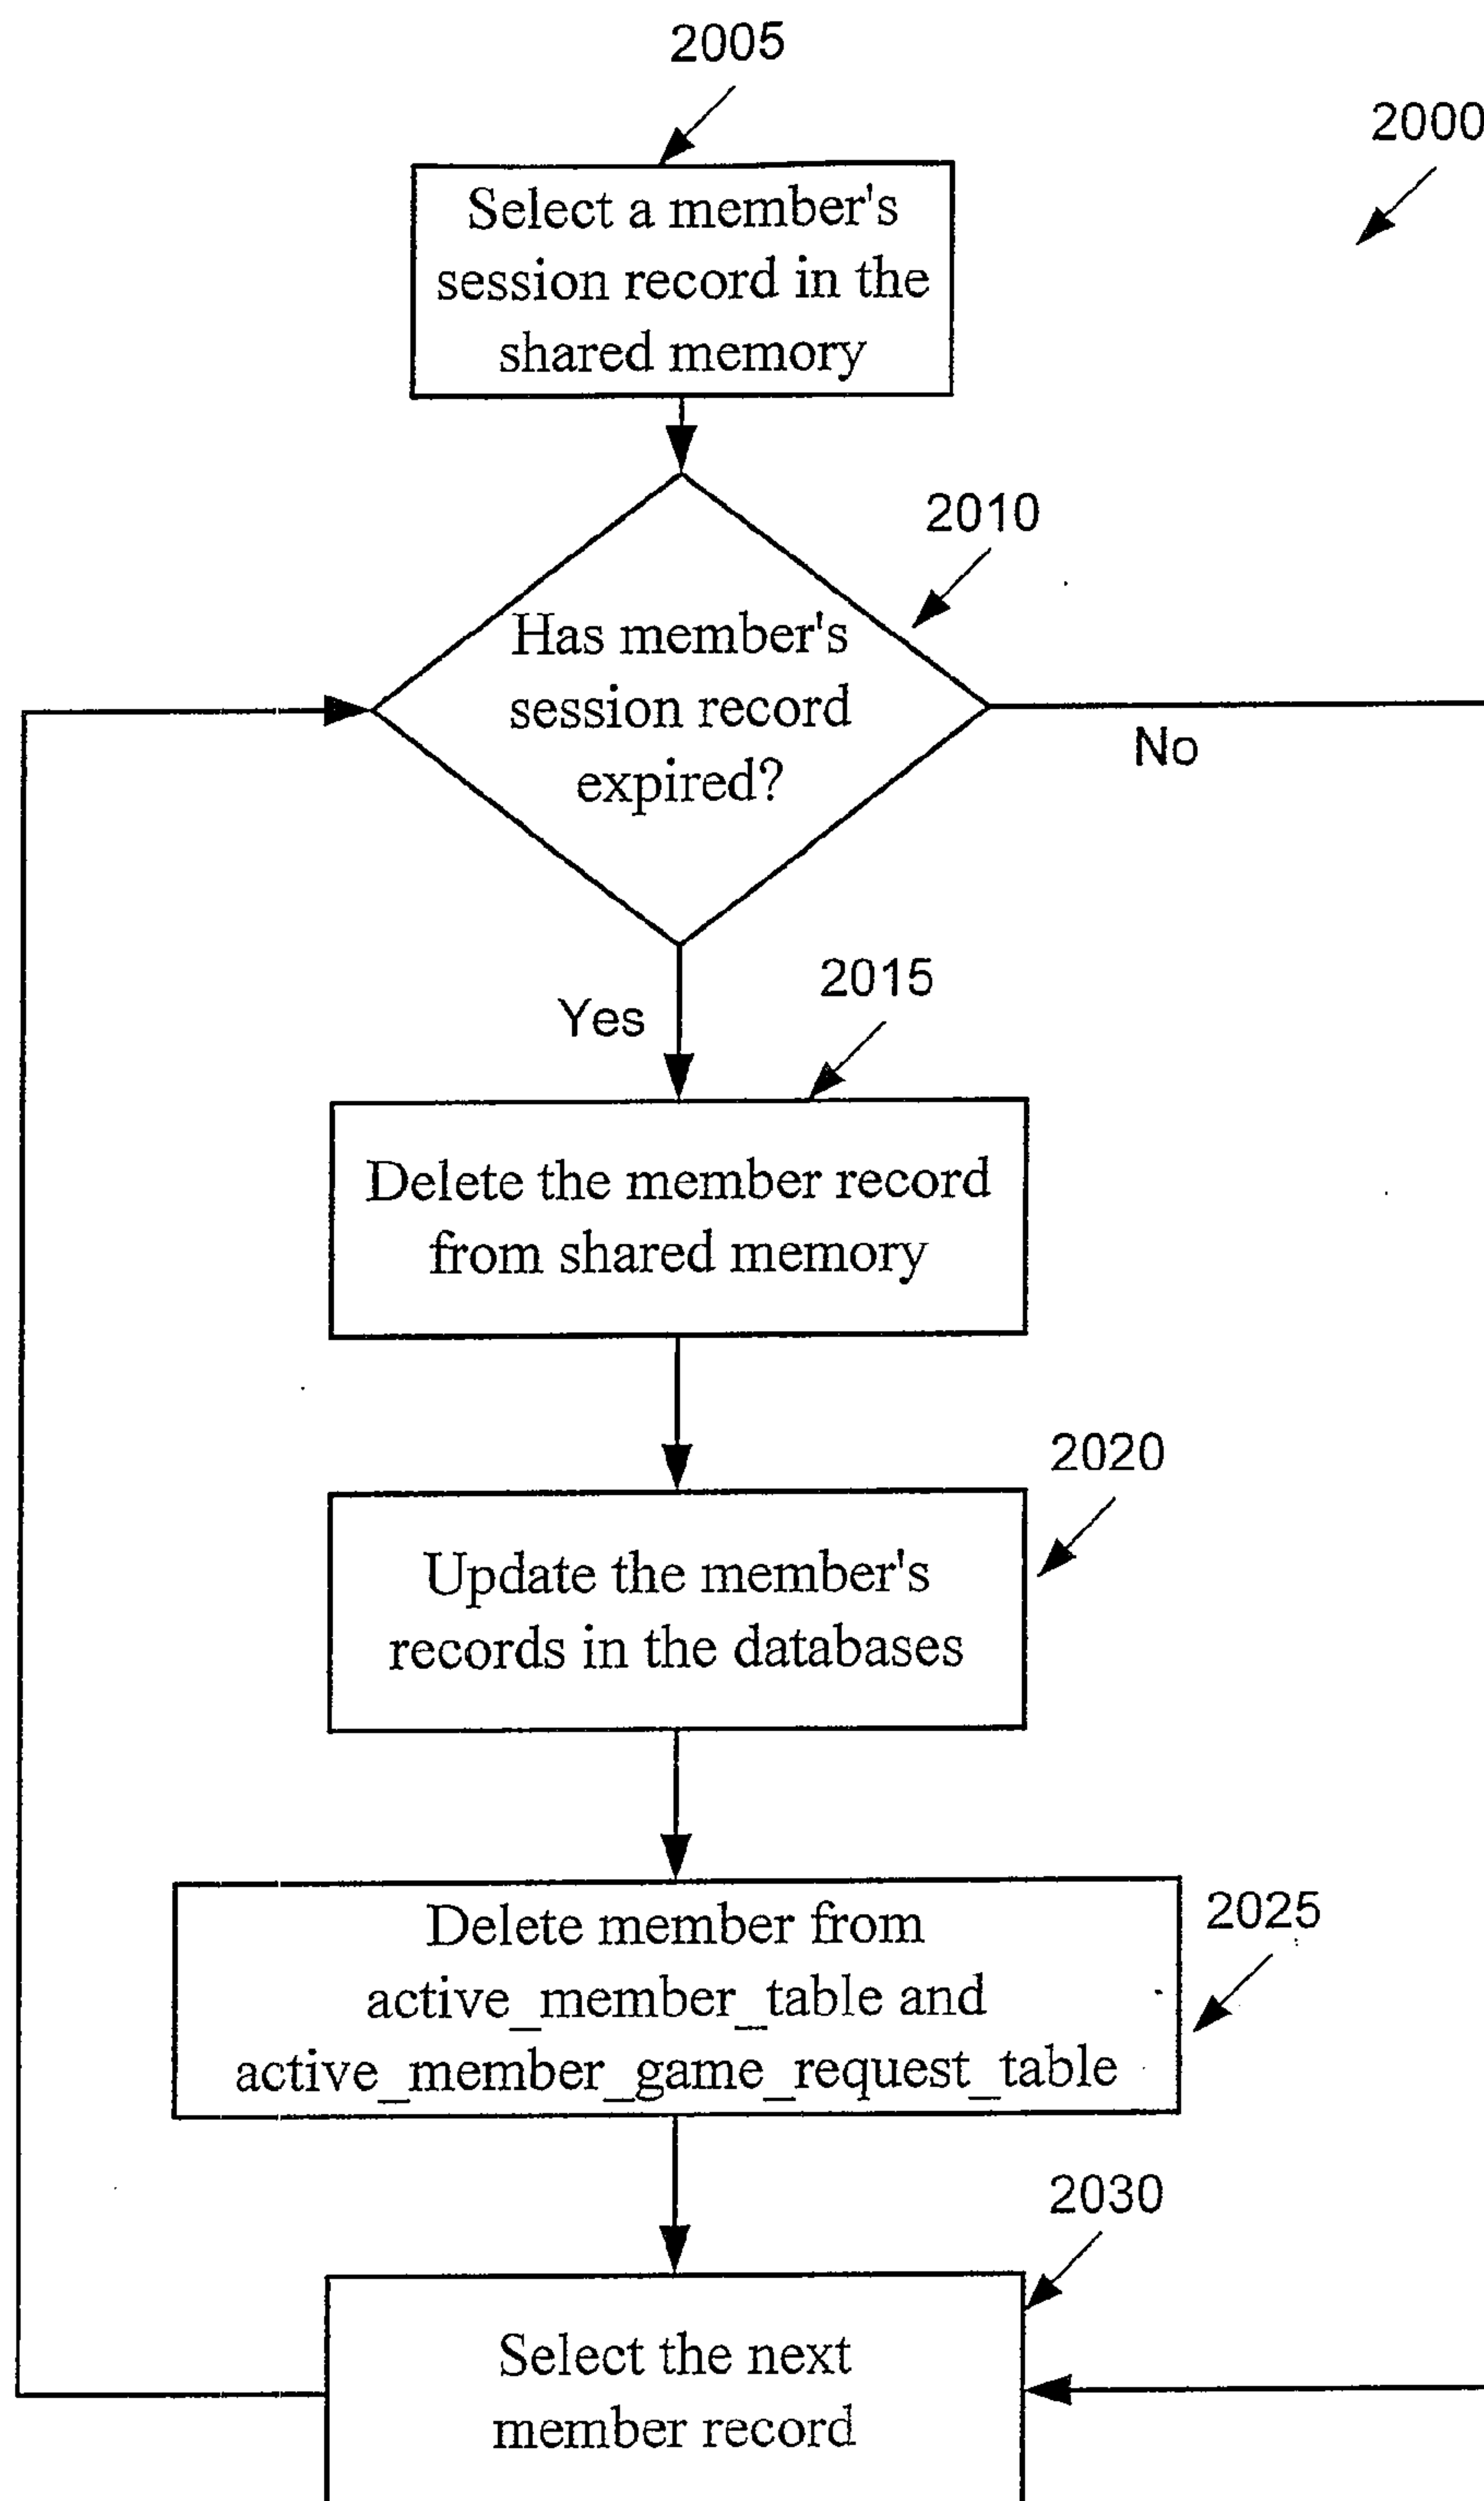 2005
2000
Select a member's
session record in the
shared memory
2010
Has member's
session record
expired?
No
Yes
2015
Delete the member record
from shared memory
2020
Update the member's
records in the databases
2025
Delete member from
active_member_table and
active_member_game_request_table
2030
Select the next
member record